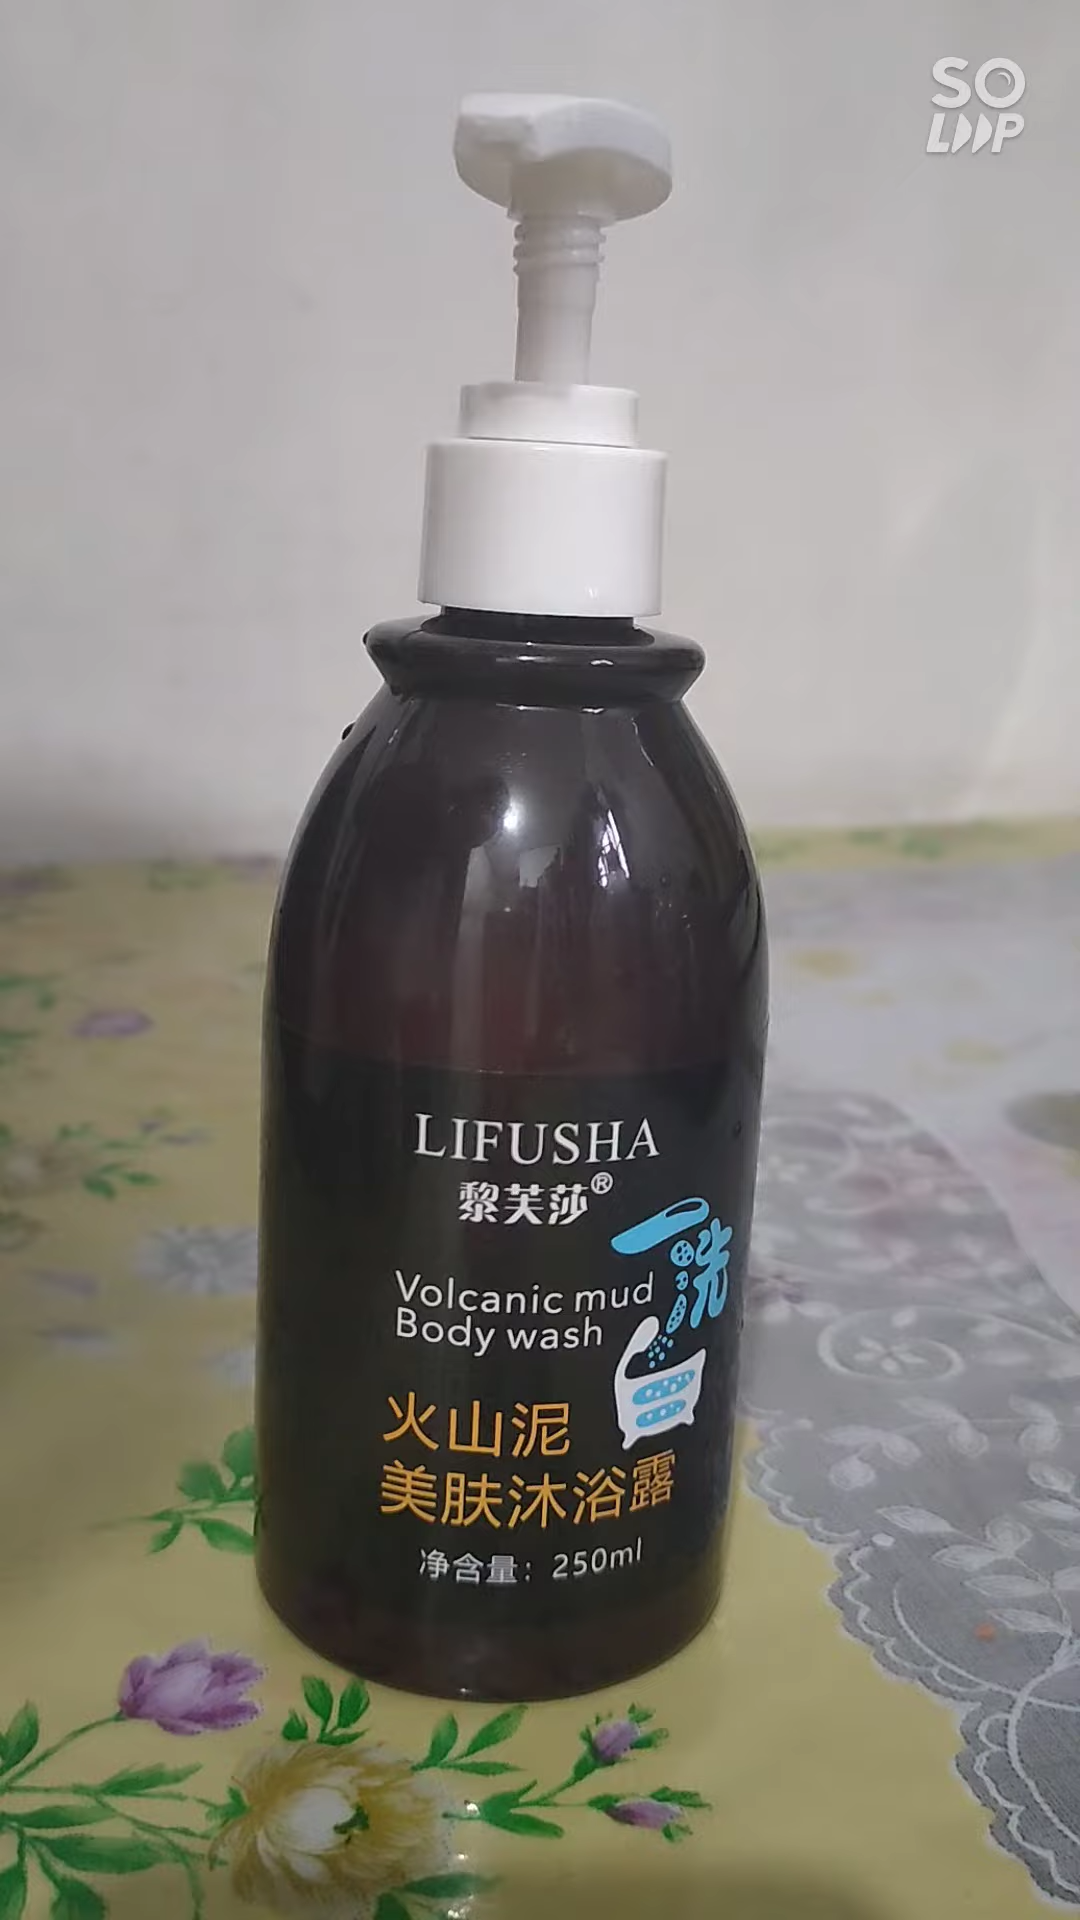 SO
LOOP
LIFUSHA
黎芙莎®
一洗白
Volcanic mud
Body wash
火山泥
美肤沐浴露
净含量：250ml